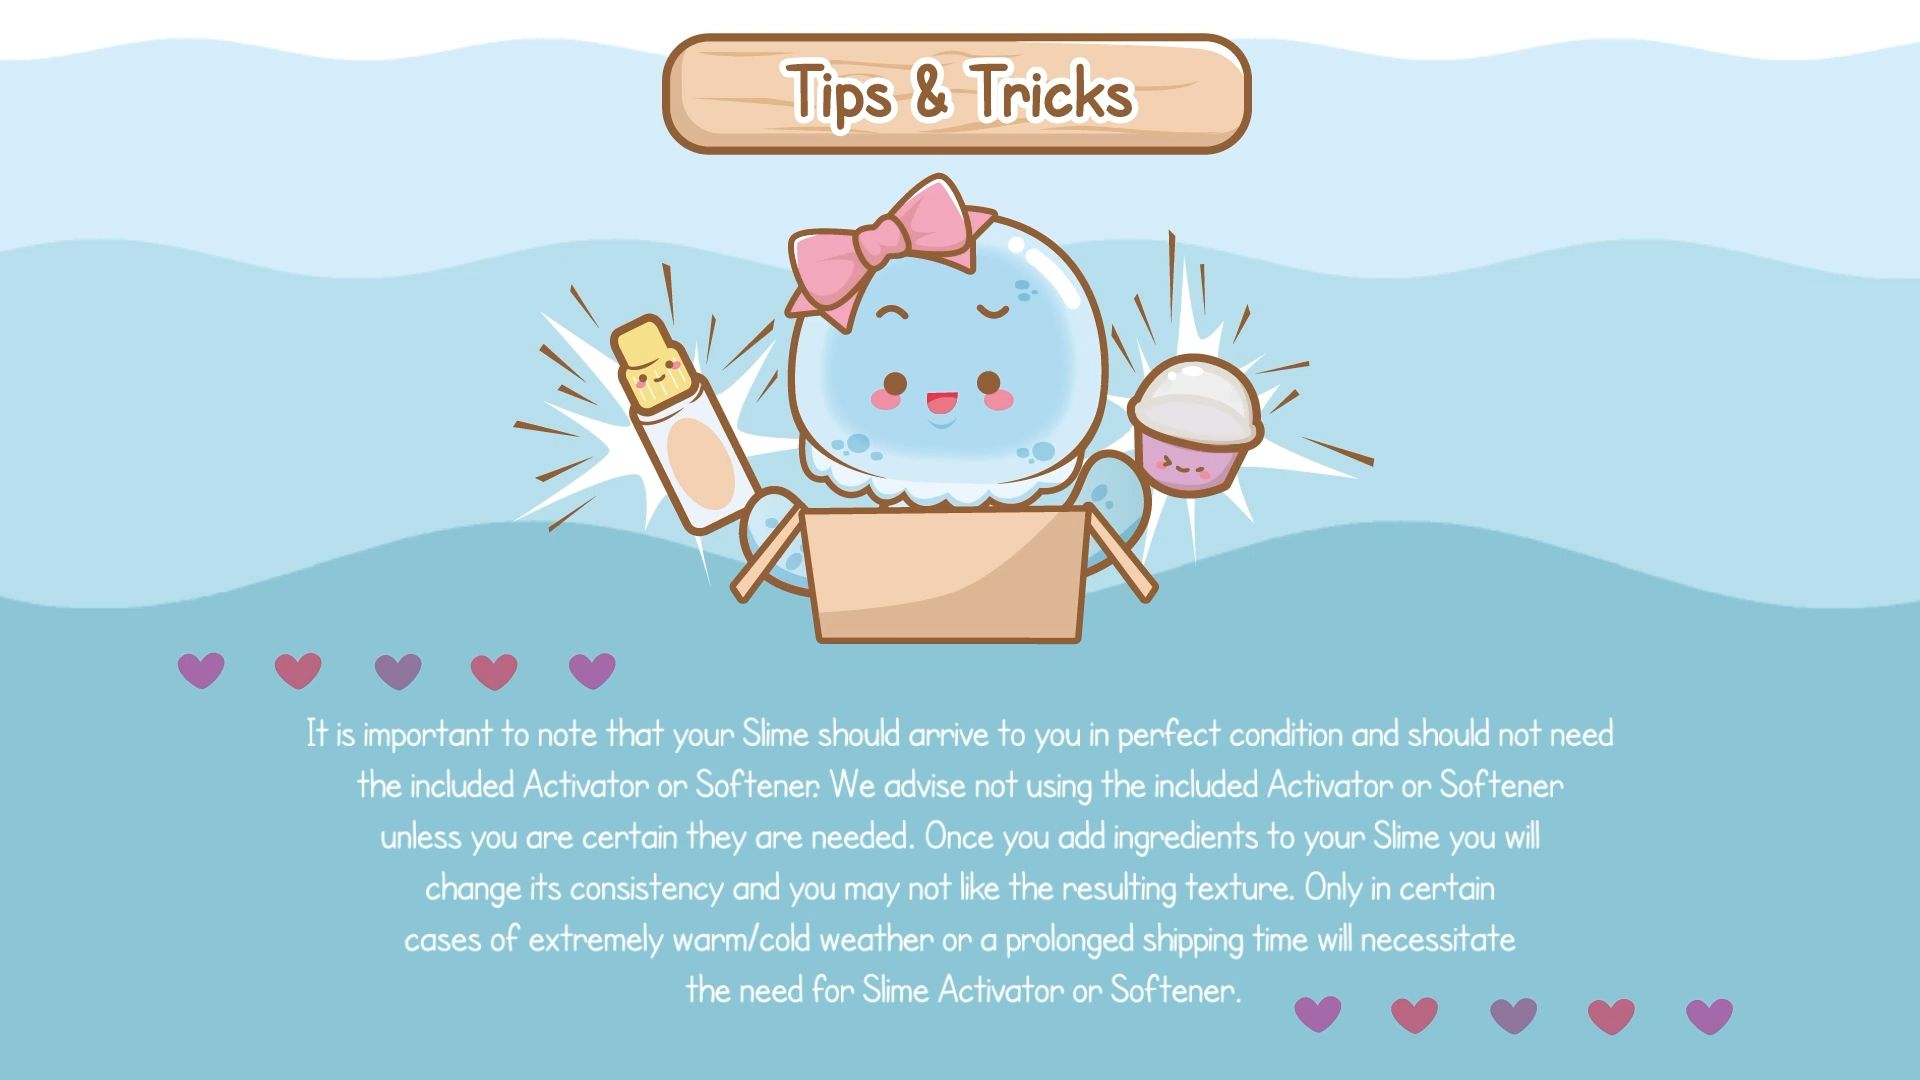 Tips & Tricks
It is important to note that your Slime should arrive to you in perfect condition and should not need
the included Activator or Softener. We advise not using the included Activator or Softener
unless you are certain they are needed. Once you add ingredients to your Slime you will
change its consistency and you may not like the resulting texture. Only in certain
cases of extremely warm/cold weather or a prolonged shipping time will necessitate
the need for Slime Activator or Softener.